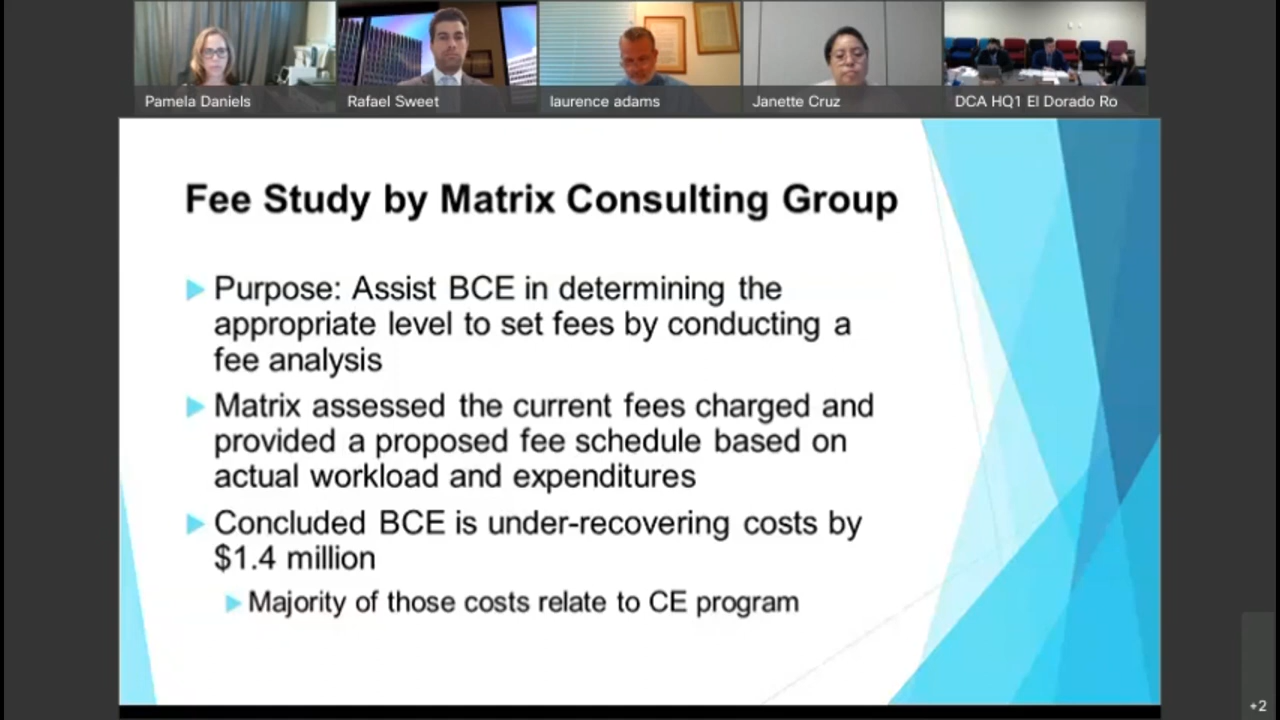 Pamela Daniels
Rafael Sweet
laurence adams
Janette Cruz
DCA HQ1 El Dorado Ro
Fee Study by Matrix Consulting Group
Purpose: Assist BCE in determining the
appropriate level to set fees by conducting a
fee analysis
Matrix assessed the current fees charged and
provided a proposed fee schedule based on
actual workload and expenditures
Concluded BCE is under-recovering costs by
$1.4 million
Majority of those costs relate to CE program
+2